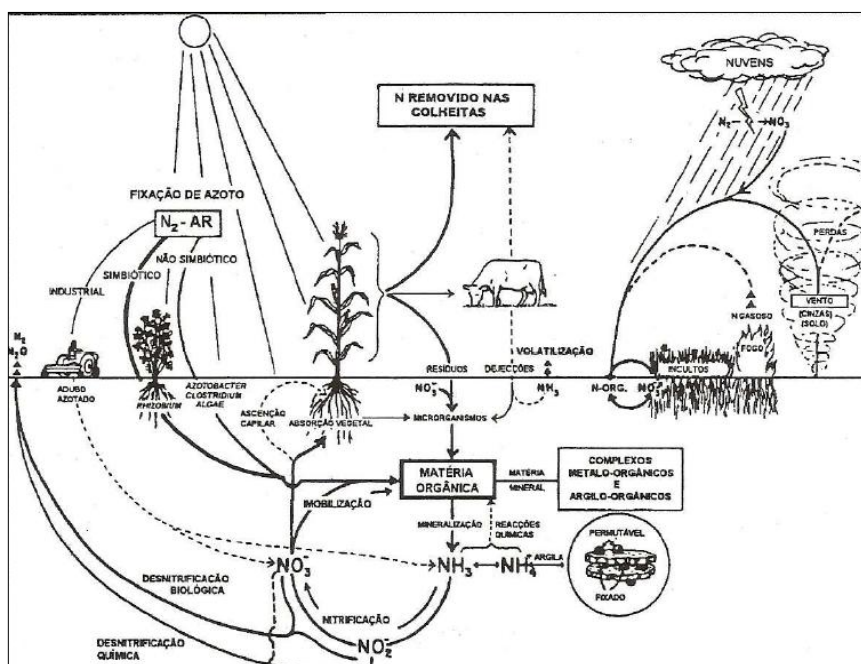 NUVENS
N₂ → NO₃
N REMOVIDO NAS
COLHEITAS
FIXAÇÃO DE AZOTO
N₂ - AR
NÃO SIMBIÓTICO
SIMBIÓTICO
INDUSTRIAL
PERDAS
VENTO
(CINZAS)
(SOLO)
N GASOSO
FOGO
N₂
N₂O
ADUBO
AZOTADO
RHIZOBIUM
AZOTOBACTER
CLOSTRIDIUM
ALGAE
ASCENÇÃO
CAPILAR
ABSORÇÃO VEGETAL
RESÍDUOS
NO₃⁻
DEJECÇÕES
VOLATILIZAÇÃO
NH₃
MICRORGANISMOS
N-ORG.
INCULTOS
MATÉRIA
ORGÂNICA
MATÉRIA
MINERAL
COMPLEXOS
METALO-ORGÂNICOS
E
ARGILO-ORGÂNICOS
IMOBILIZAÇÃO
MINERALIZAÇÃO
REACÇÕES
QUÍMICAS
PERMUTÁVEL
FIXADO
ARGILA
NO₃⁻
NH₃
NH₄⁺
DESNITRIFICAÇÃO
BIOLÓGICA
NITRIFICAÇÃO
DESNITRIFICAÇÃO
QUÍMICA
NO₂⁻